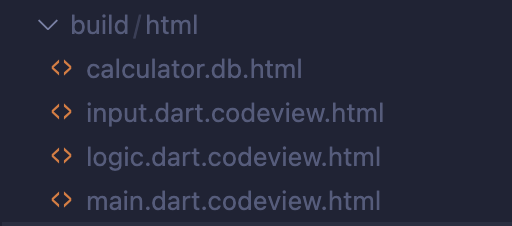 build/html
calculator.db.html
input.dart.codeview.html
logic.dart.codeview.html
main.dart.codeview.html